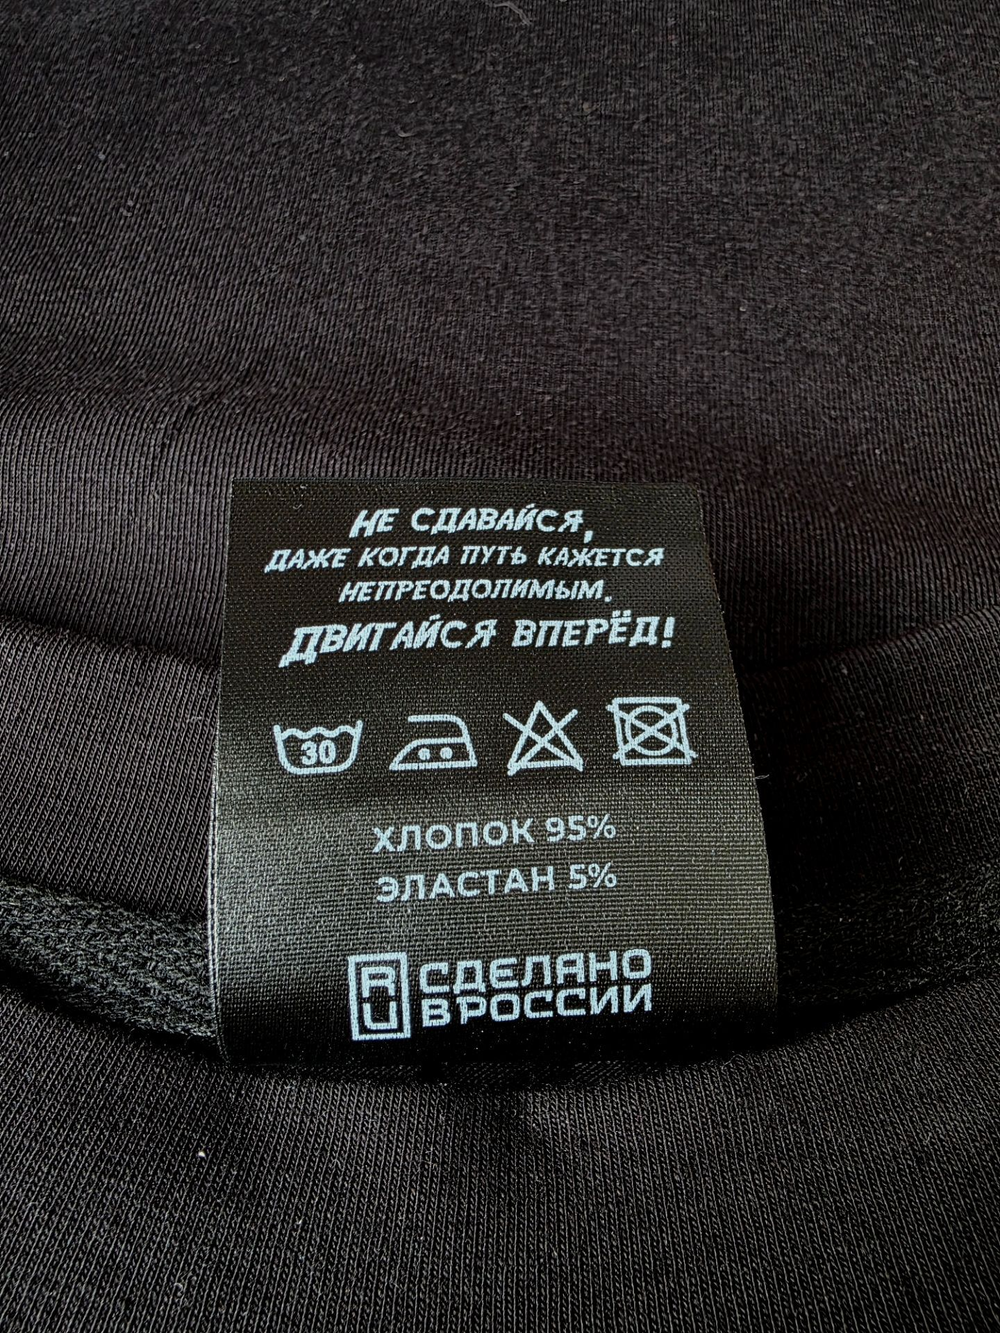 НЕ СДАВАЙСЯ,
ДАЖЕ КОГДА ПУТЬ КАЖЕТСЯ
НЕПРЕОДОЛИМЫМ.
ДВИГАЙСЯ ВПЕРЁД!
30
ХЛОПОК 95%
ЭЛАСТАН 5%
RU СДЕЛАНО
В РОССИИ